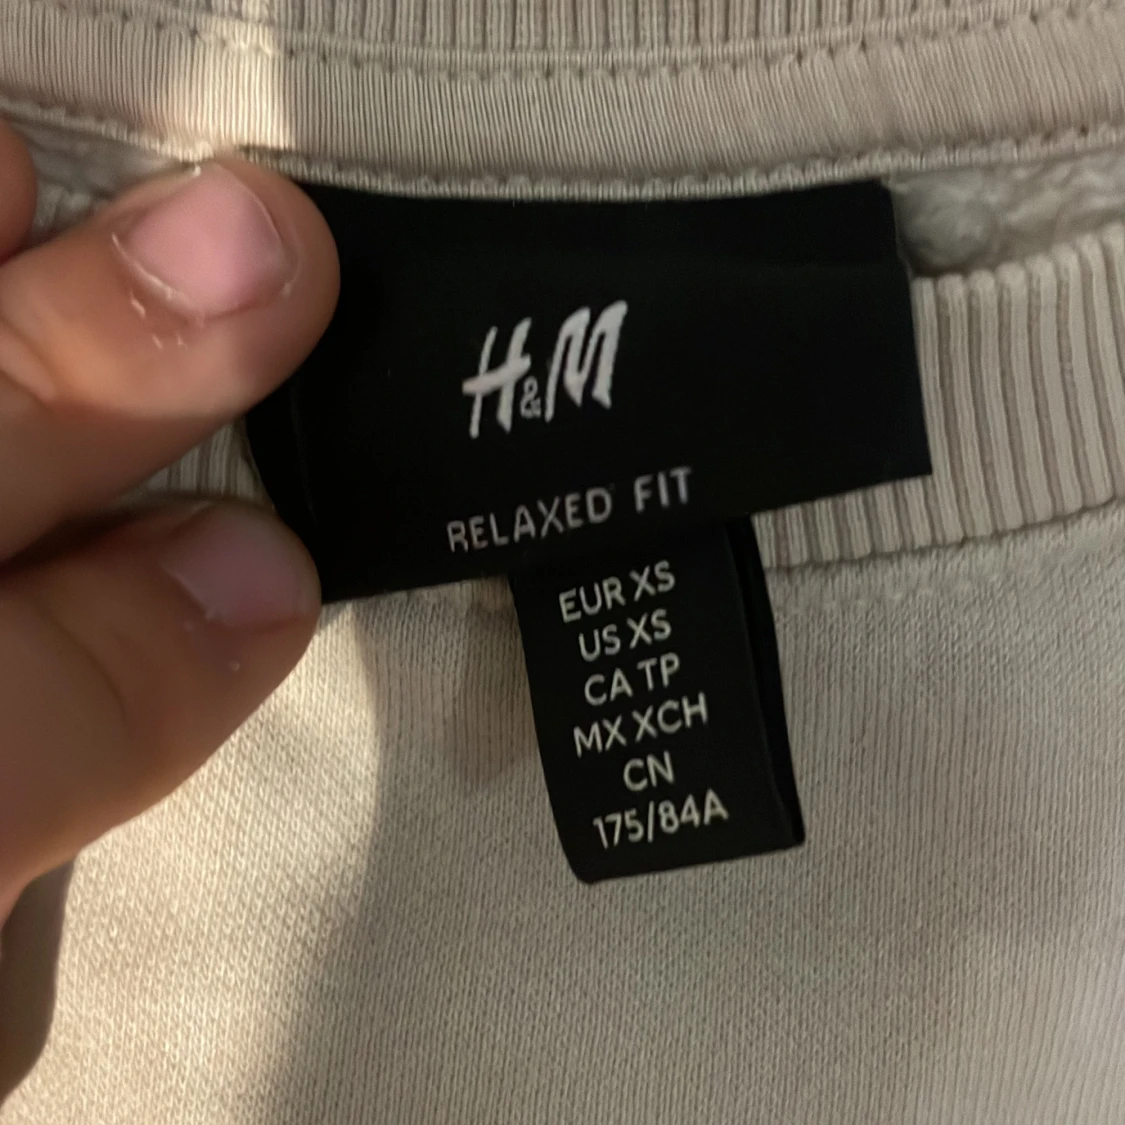 H&M
RELAXED FIT
EUR XS
US XS
CA TP
MX XCH
CN
175/84A